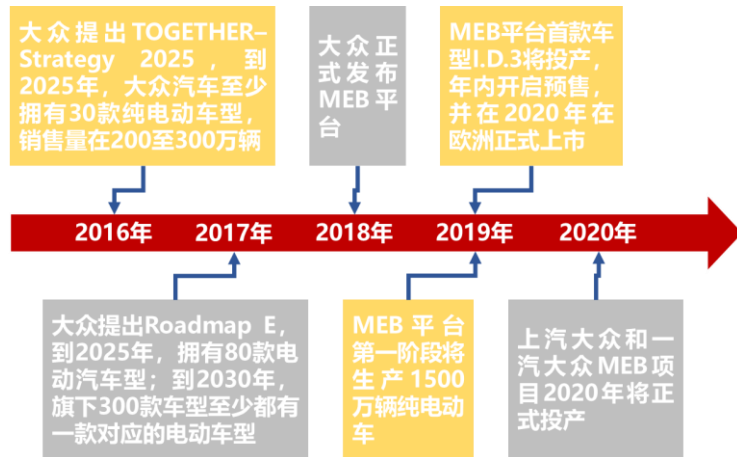 大众提出TOGETHER–
Strategy 2025，到
2025年，大众汽车至少
拥有30款纯电动车型，
销售量在200至300万辆
大众正
式发布
MEB平
台
MEB平台首款车
型I.D.3将投产，
年内开启预售，
并在2020年在
欧洲正式上市
2016年
2017年
2018年
2019年
2020年
大众提出Roadmap E，
到2025年，拥有80款电
动汽车型；到2030年，
旗下300款车型至少都有
一款对应的电动车型
MEB平台
第一阶段将
生产1500
万辆纯电动
车
上汽大众和一
汽大众MEB项
目2020年将正
式投产